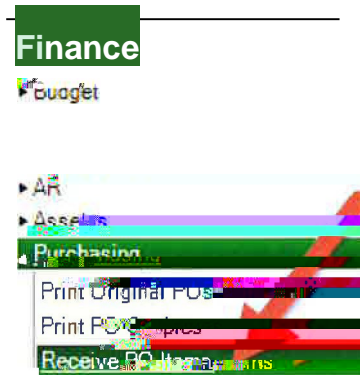 Finance
Budget
AR
Assets
Purchasing
Print Original POs
Print PO Copies
Receive PO Items